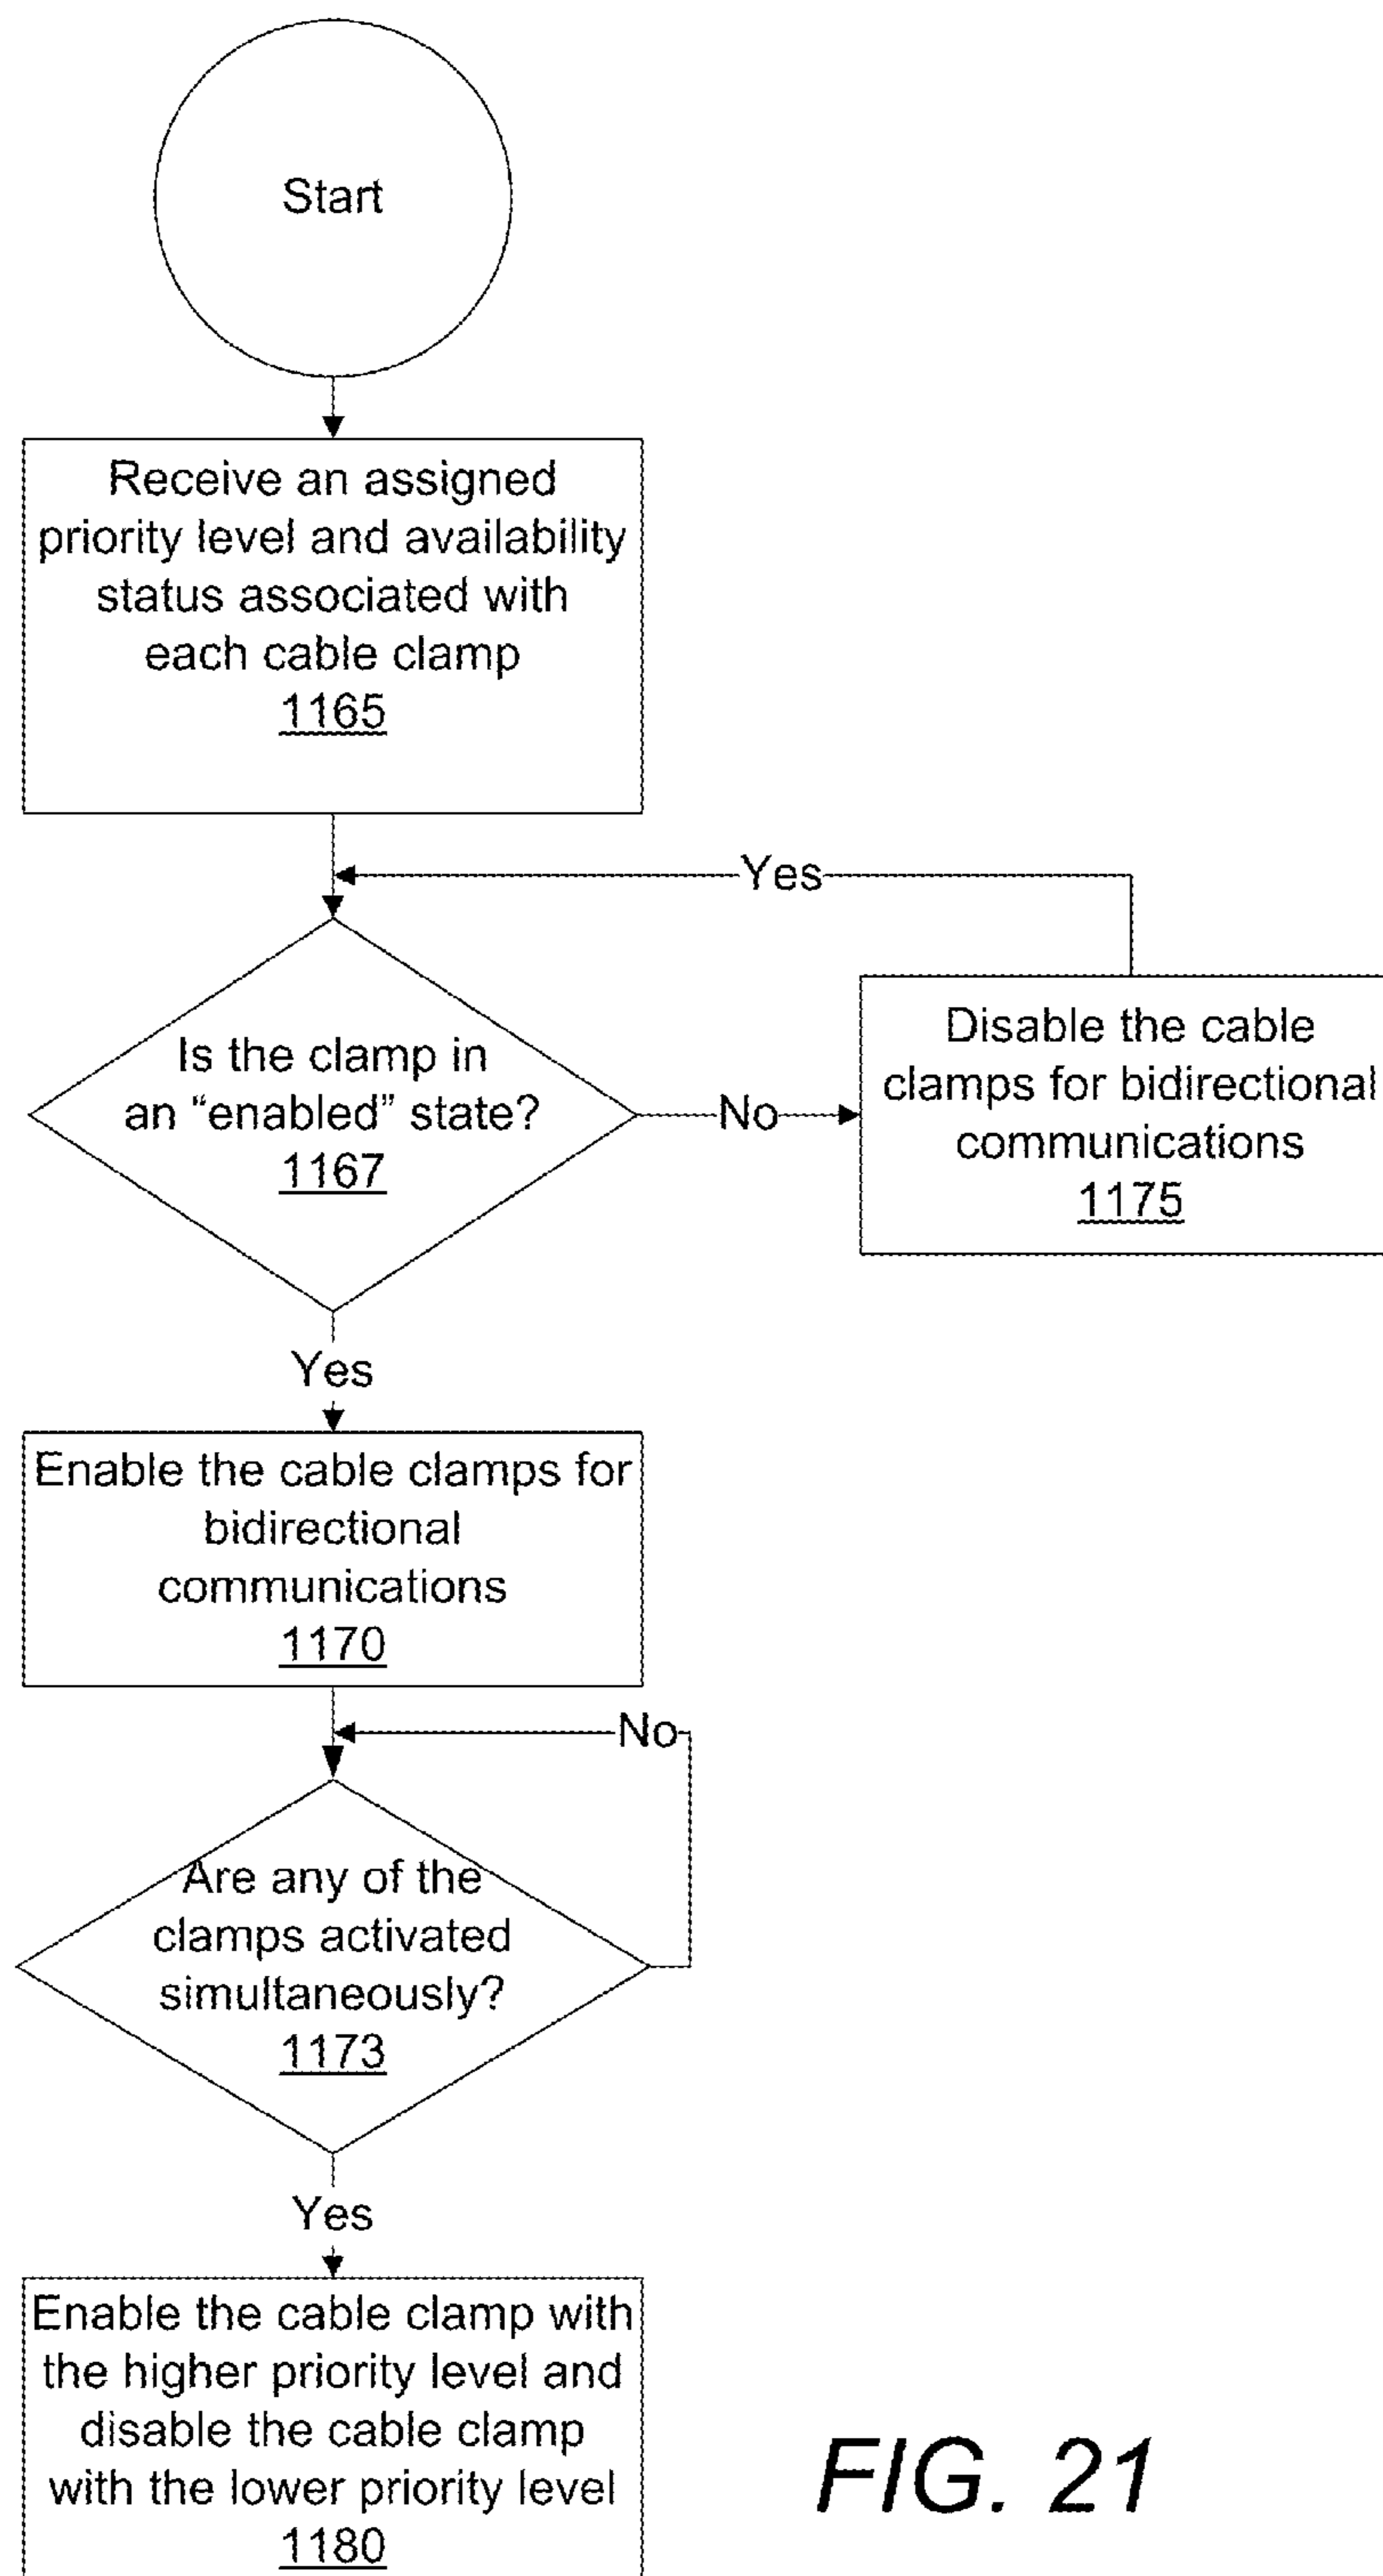 Start
Receive an assigned
priority level and availability
status associated with
each cable clamp
1165
Yes
Is the clamp in
an “enabled” state?
1167
No
Disable the cable
clamps for bidirectional
communications
1175
Yes
Enable the cable clamps for
bidirectional
communications
1170
No
Are any of the
clamps activated
simultaneously?
1173
Yes
Enable the cable clamp with
the higher priority level and
disable the cable clamp
with the lower priority level
1180
FIG. 21